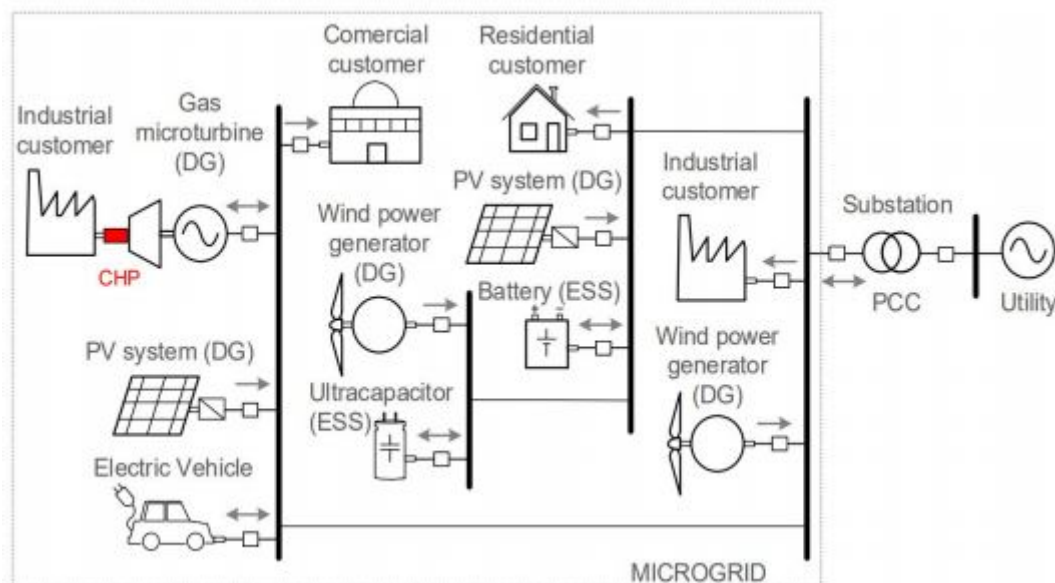 Comercial
customer
Residential
customer
Industrial
customer
Gas
microturbine
(DG)
CHP
PV system (DG)
Electric Vehicle
Wind power
generator
(DG)
Ultracapacitor
(ESS)
PV system (DG)
Battery (ESS)
+ -
Industrial
customer
Wind power
generator
(DG)
Substation
PCC
Utility
MICROGRID